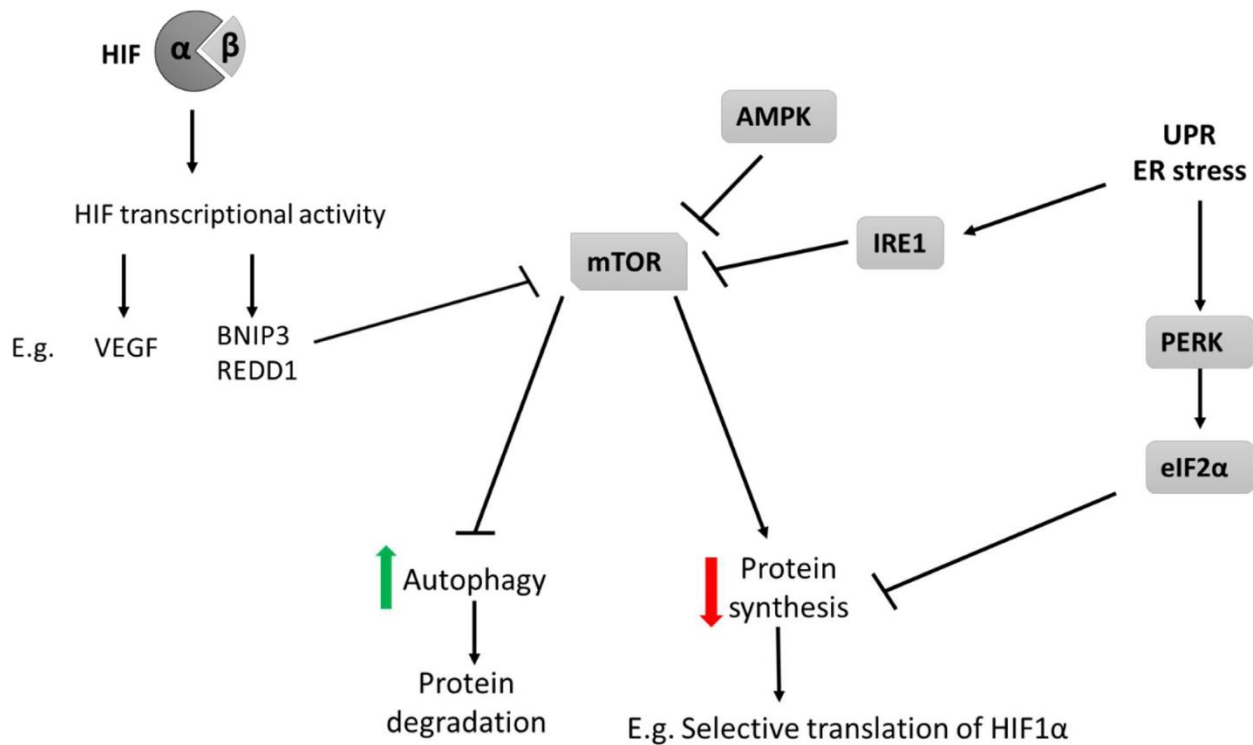 HIF
α
β
AMPK
UPR
ER stress
HIF transcriptional activity
mTOR
IRE1
E.g.
VEGF
BNIP3
REDD1
PERK
eIF2α
Autophagy
Protein
synthesis
Protein
degradation
E.g. Selective translation of HIF1α